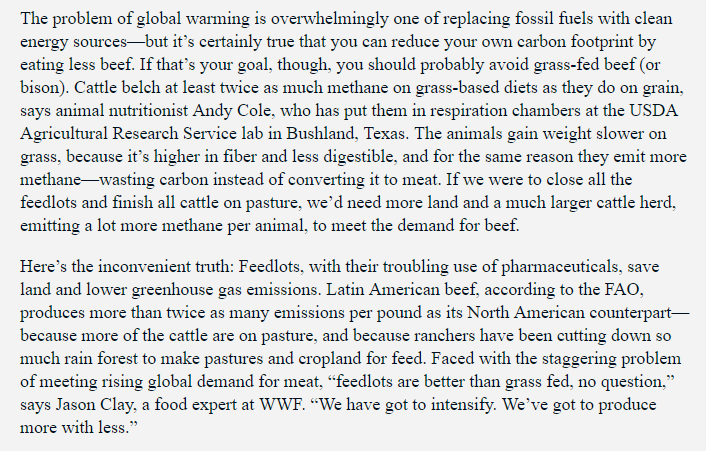 The problem of global warming is overwhelmingly one of replacing fossil fuels with clean
energy sources—but it’s certainly true that you can reduce your own carbon footprint by
eating less beef. If that’s your goal, though, you should probably avoid grass-fed beef (or
bison). Cattle belch at least twice as much methane on grass-based diets as they do on grain,
says animal nutritionist Andy Cole, who has put them in respiration chambers at the USDA
Agricultural Research Service lab in Bushland, Texas. The animals gain weight slower on
grass, because it’s higher in fiber and less digestible, and for the same reason they emit more
methane—wasting carbon instead of converting it to meat. If we were to close all the
feedlots and finish all cattle on pasture, we’d need more land and a much larger cattle herd,
emitting a lot more methane per animal, to meet the demand for beef.
Here’s the inconvenient truth: Feedlots, with their troubling use of pharmaceuticals, save
land and lower greenhouse gas emissions. Latin American beef, according to the FAO,
produces more than twice as many emissions per pound as its North American counterpart—
because more of the cattle are on pasture, and because ranchers have been cutting down so
much rain forest to make pastures and cropland for feed. Faced with the staggering problem
of meeting rising global demand for meat, “feedlots are better than grass fed, no question,”
says Jason Clay, a food expert at WWF. “We have got to intensify. We’ve got to produce
more with less.”